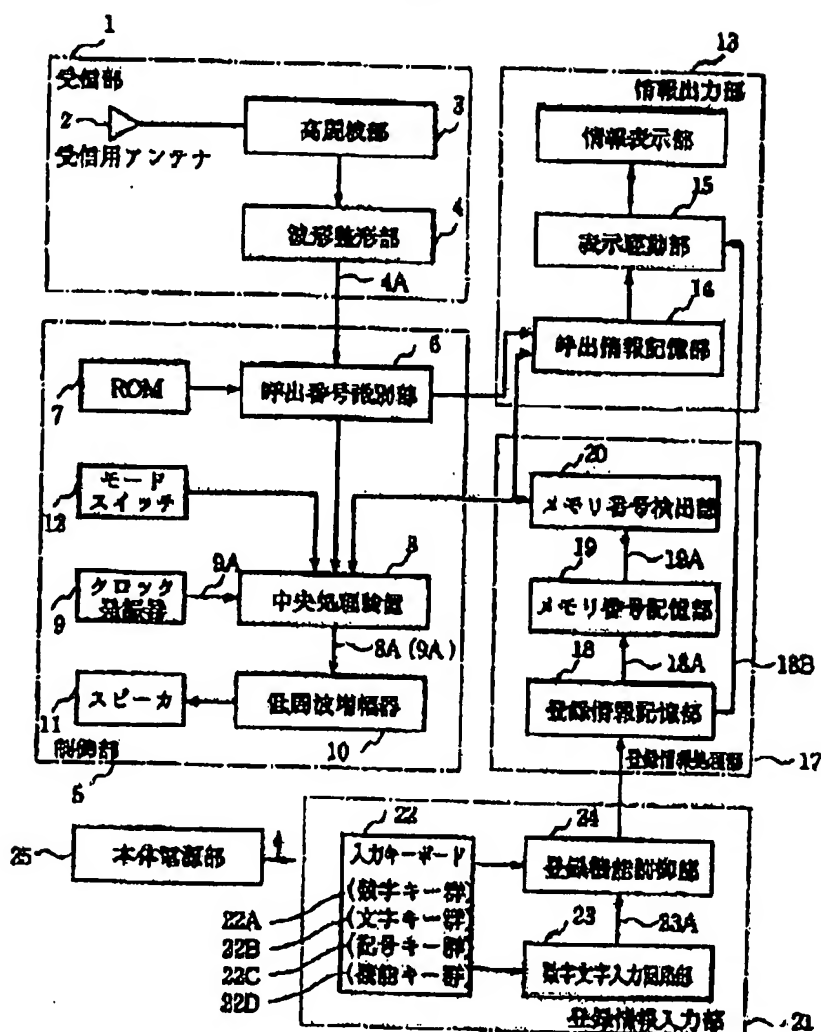 1
受信部
2
受信用アンテナ
高周波部
3
波形整形部
4
4A
13
情報出力部
情報表示部
15
表示駆動部
14
呼出情報記憶部
6
7
ROM
呼出番号識別部
12
モード
スイッチ
8
9
クロック
発振器
9A
中央処理装置
8A (9A)
11
スピーカ
低周波増幅器
10
制御部
5
20
メモリ番号検出部
19A
19
メモリ番号記憶部
18A
18
登録情報記憶部
18B
登録情報処理部
17
25
本体電源部
22
入力キーボード
22A
(数字キー群)
22B
(文字キー群)
22C
(記号キー群)
22D
(機能キー群)
24
登録機能制御部
23A
23
数字文字入力回路部
登録情報入力部
21